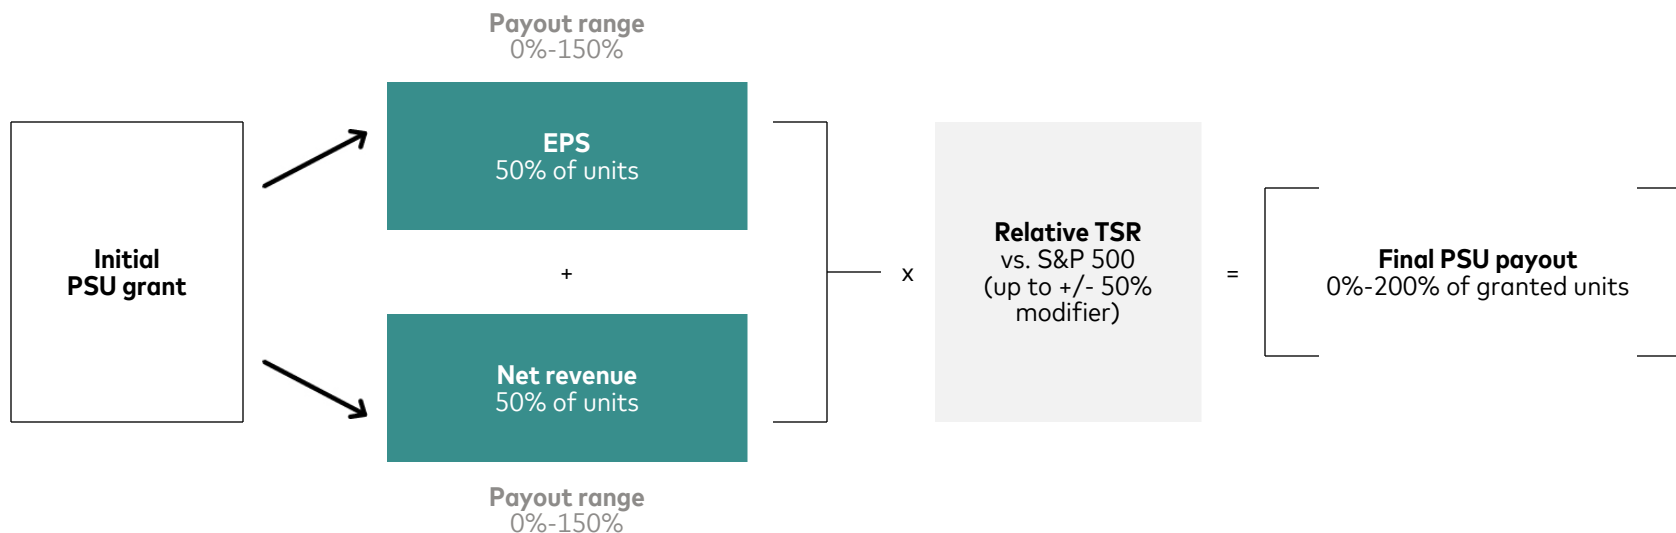 Payout range
0%-150%
EPS
50% of units
Initial
PSU grant
+
Net revenue
50% of units
Payout range
0%-150%
x
Relative TSR
vs. S&P 500
(up to +/- 50%
modifier)
=
Final PSU payout
0%-200% of granted units